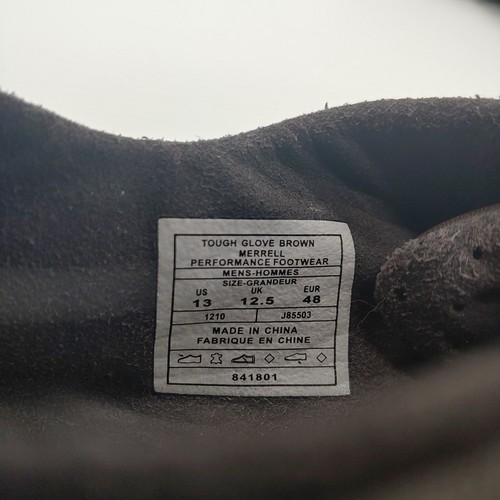 TOUGH GLOVE BROWN
MERRELL
PERFORMANCE FOOTWEAR
MENS-HOMMES
SIZE-GRANDEUR
US UK EUR
13 12.5 48
1210 J85503
MADE IN CHINA
FABRIQUE EN CHINE
841801